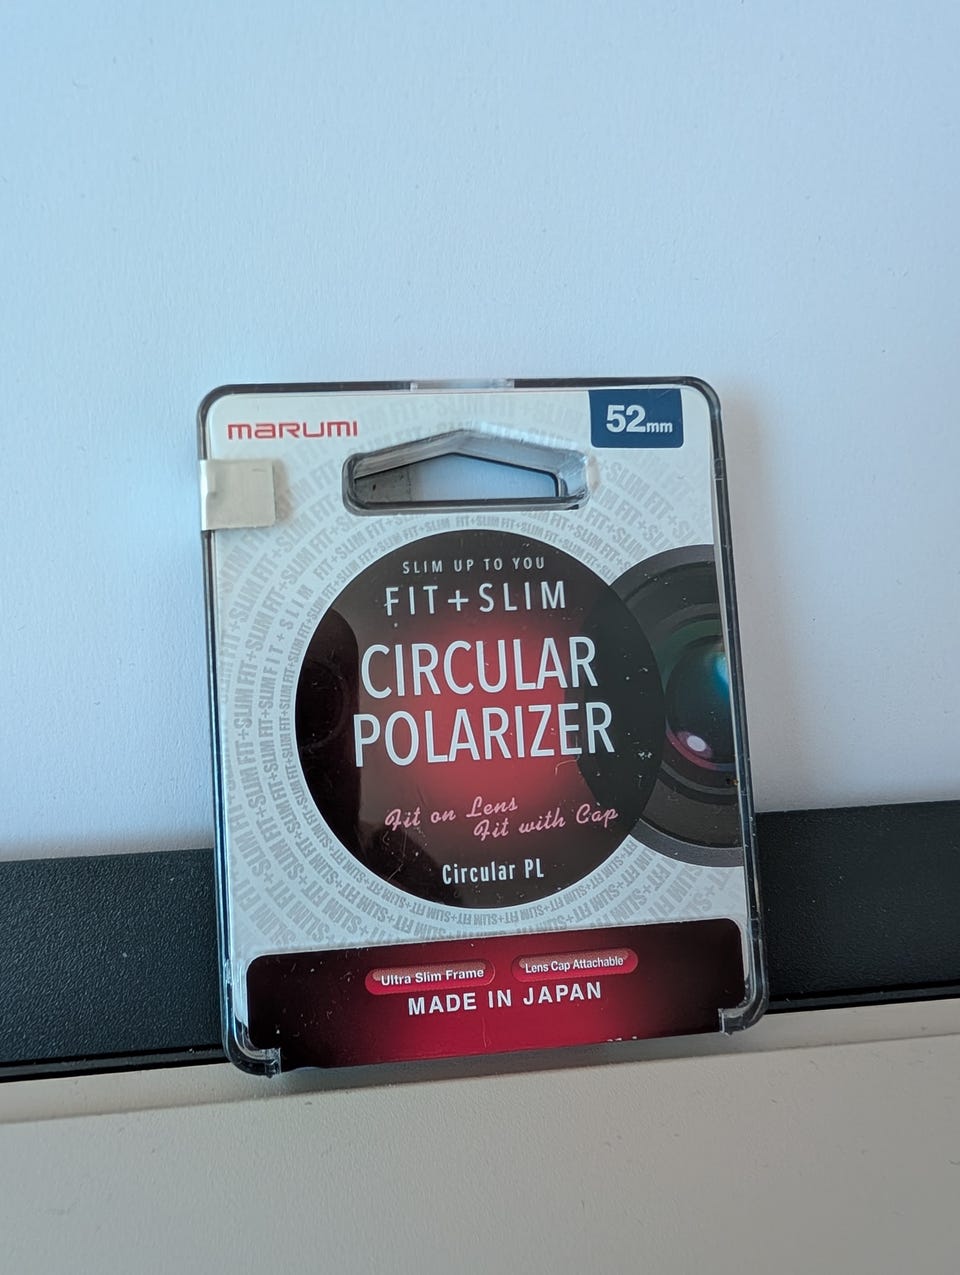 marumi
52mm
SLIM UP TO YOU
FIT+SLIM
CIRCULAR
POLARIZER
Fit on Lens
Fit with Cap
Circular PL
Ultra Slim Frame
Lens Cap Attachable
MADE IN JAPAN